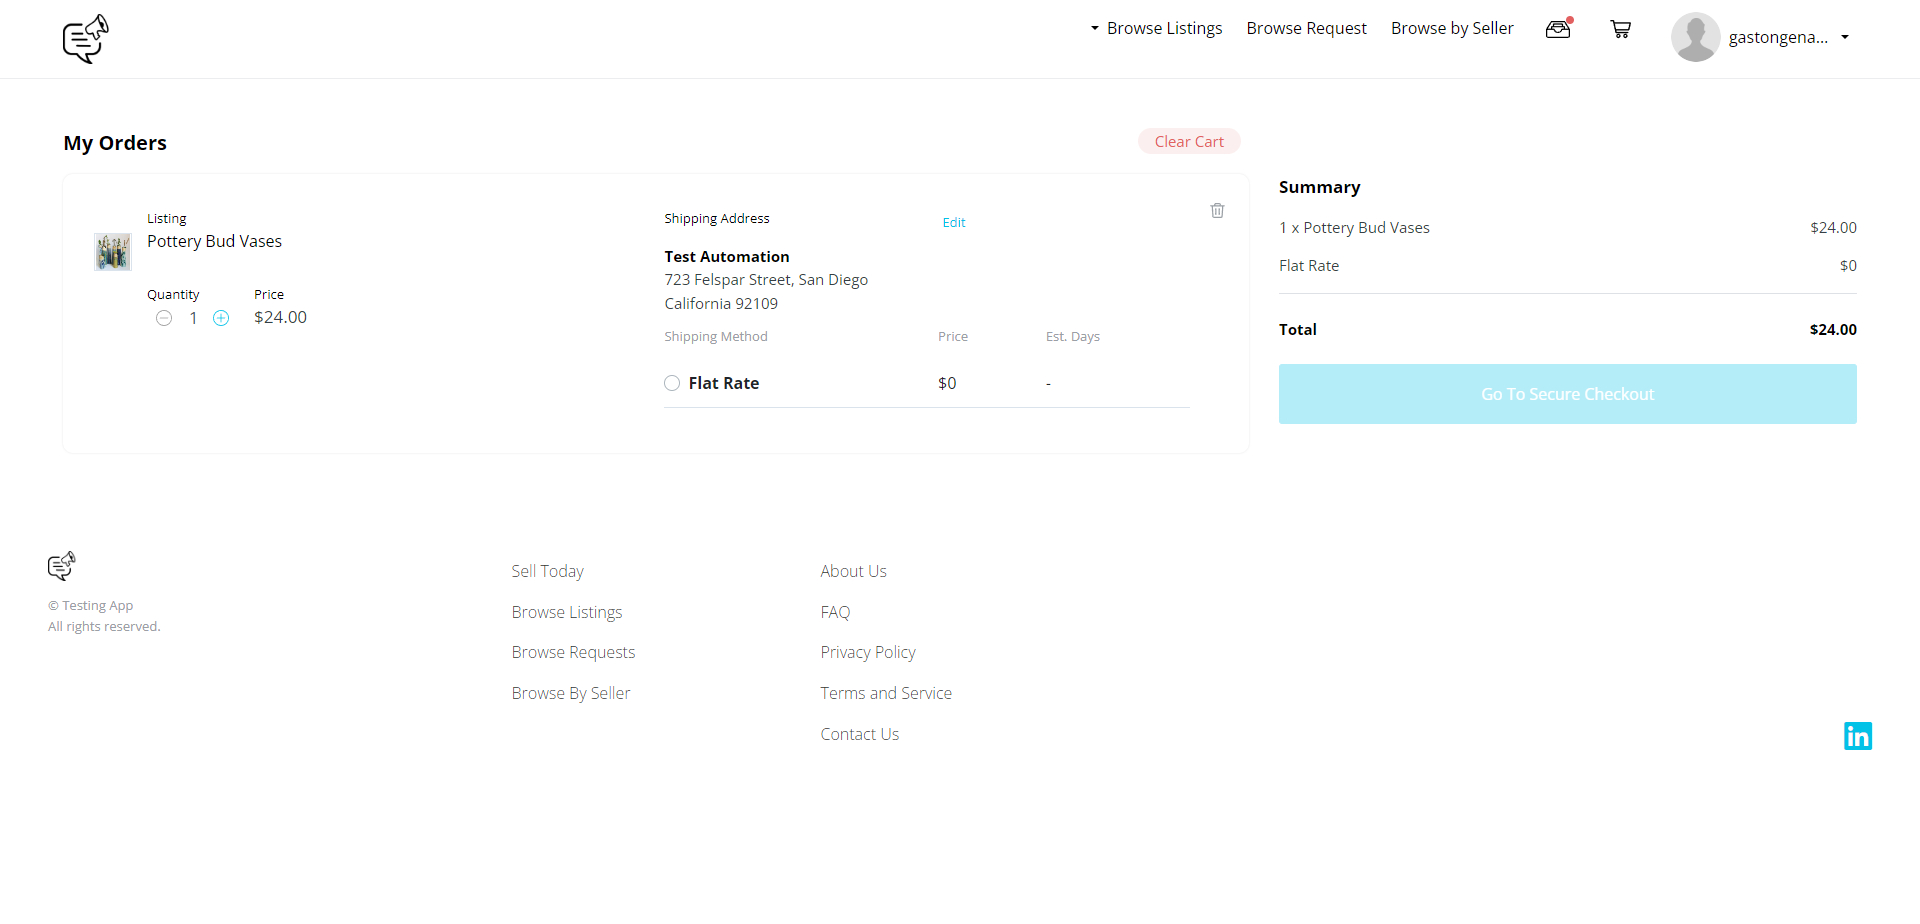 Browse Listings Browse Request Browse by Seller gastongena...
My Orders
Clear Cart
Listing
Pottery Bud Vases
Quantity Price
1 $24.00
Shipping Address Edit
Test Automation
723 Felspar Street, San Diego
California 92109
Shipping Method Price Est. Days
Flat Rate $0 -
Summary
1 x Pottery Bud Vases $24.00
Flat Rate $0
Total $24.00
Go To Secure Checkout
© Testing App
All rights reserved.
Sell Today
Browse Listings
Browse Requests
Browse By Seller
About Us
FAQ
Privacy Policy
Terms and Service
Contact Us
in